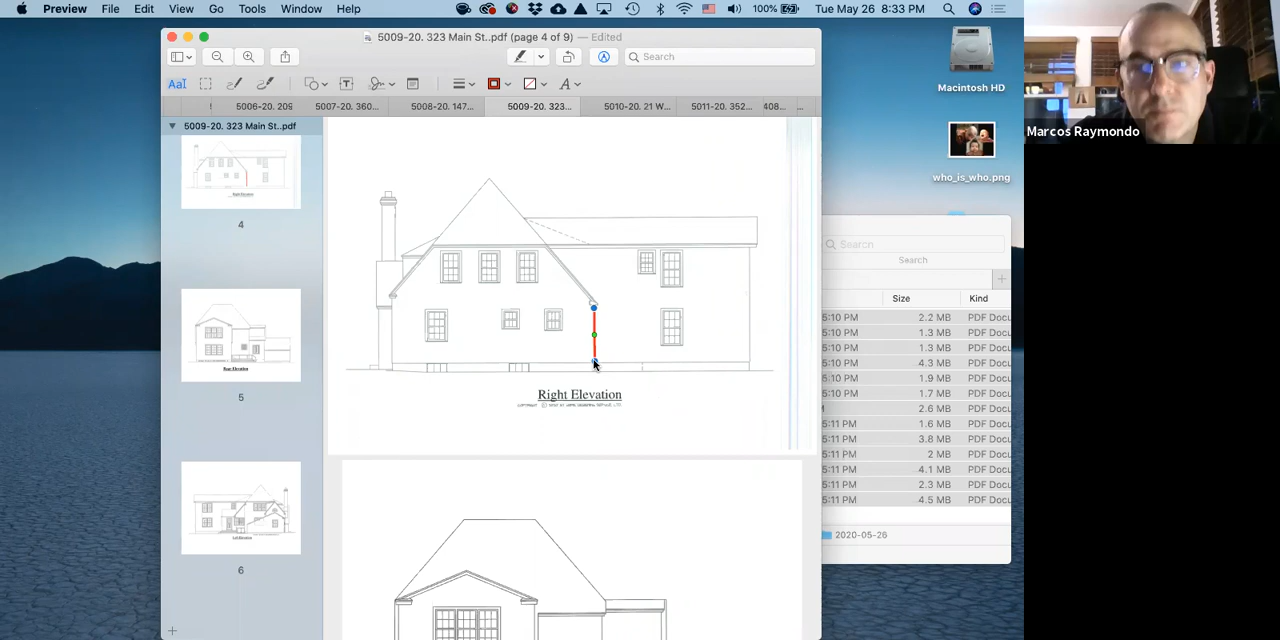 Preview File Edit View Go Tools Window Help 100% Tue May 26 8:33 PM
5009-20. 323 Main St..pdf (page 4 of 9) — Edited
Search
AaI
A
5006-20. 209 5007-20. 360... 5008-20. 147... 5009-20. 323... 5010-20. 21 W... 5011-20. 352... 408... ...
5009-20. 323 Main St..pdf
4
5
6
Right Elevation
Right Elevation
Rear Elevation
Left Elevation
Macintosh HD
who_is_who.png
Marcos Raymondo
Search
Search
Size Kind
5:10 PM 2.2 MB PDF Docu
5:10 PM 1.3 MB PDF Docu
5:10 PM 1.3 MB PDF Docu
5:10 PM 4.3 MB PDF Docu
5:10 PM 1.9 MB PDF Docu
5:10 PM 1.7 MB PDF Docu
2.6 MB PDF Docu
5:11 PM 1.6 MB PDF Docu
5:11 PM 3.8 MB PDF Docu
5:11 PM 2 MB PDF Docu
5:11 PM 4.1 MB PDF Docu
5:11 PM 2.3 MB PDF Docu
5:11 PM 4.5 MB PDF Docu
2020-05-26